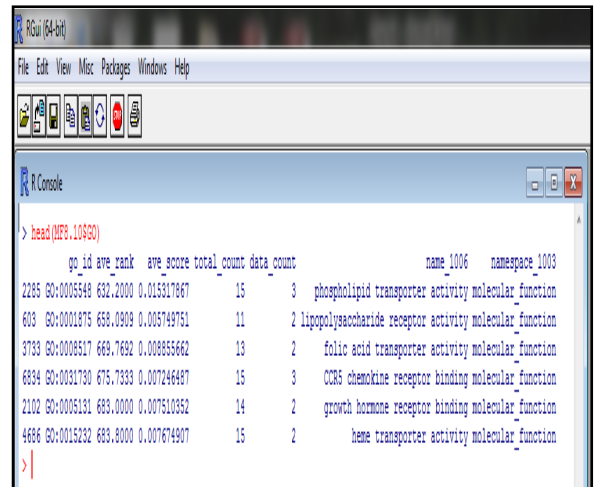 RGui (64-bit)
File Edit View Misc Packages Windows Help
STOP
R Console
> head(MF8.10$GO)
go_id ave_rank ave_score total_count data_count name_1006 namespace_1003
2285 GO:0005548 632.2000 0.015317867 15 3 phospholipid transporter activity molecular_function
603 GO:0001875 658.0909 0.005749751 11 2 lipopolysaccharide receptor activity molecular_function
3733 GO:0008517 669.7692 0.008855662 13 2 folic acid transporter activity molecular_function
6834 GO:0031730 675.7333 0.007246487 15 3 CCR5 chemokine receptor binding molecular_function
2102 GO:0005131 683.0000 0.007510352 14 2 growth hormone receptor binding molecular_function
4686 GO:0015232 683.8000 0.007674907 15 2 heme transporter activity molecular_function
>